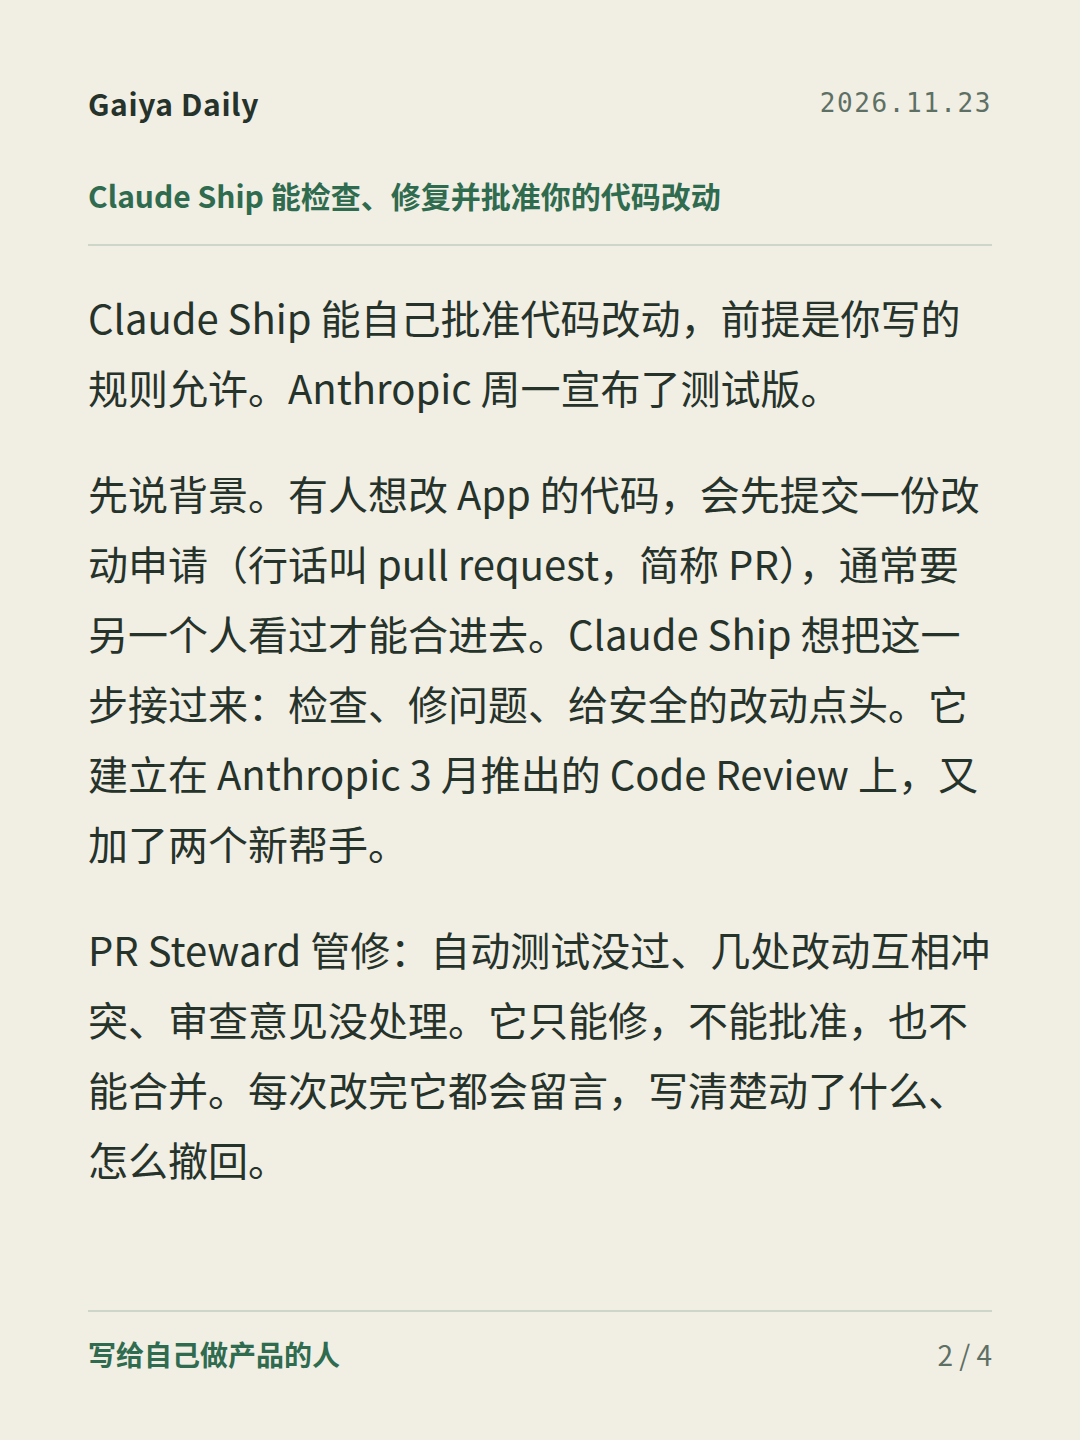 Gaiya Daily
2026.11.23
Claude Ship 能检查、修复并批准你的代码改动
Claude Ship 能自己批准代码改动，前提是你写的
规则允许。Anthropic 周一宣布了测试版。
先说背景。有人想改 App 的代码，会先提交一份改
动申请（行话叫 pull request，简称 PR），通常要
另一个人看过才能合进去。Claude Ship 想把这一
步接过来：检查、修问题、给安全的改动点头。它
建立在 Anthropic 3 月推出的 Code Review 上，又
加了两个新帮手。
PR Steward 管修：自动测试没过、几处改动互相冲
突、审查意见没处理。它只能修，不能批准，也不
能合并。每次改完它都会留言，写清楚动了什么、
怎么撤回。
写给自己做产品的人
2 / 4